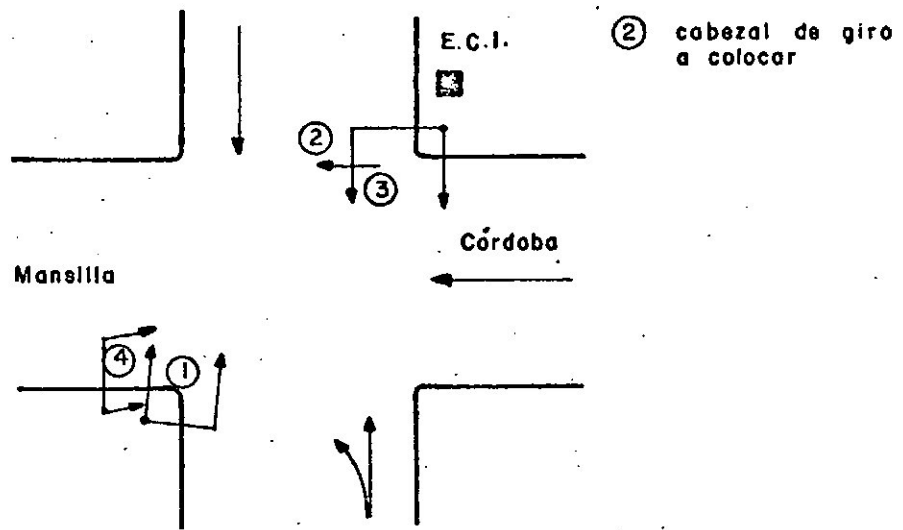 E.C.I.
② cabezal de giro
a colocar
②
③
Córdoba
Mansilla
④
①